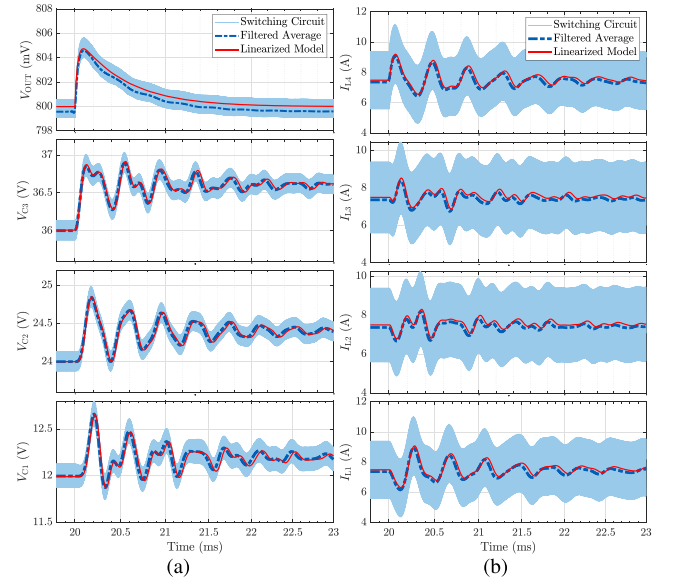 808
806
804
802
800
798
V_OUT (mV)
Switching Circuit
Filtered Average
Linearized Model
37
36.5
36
V_C3 (V)
25
24.5
24
V_C2 (V)
12.5
12
11.5
V_C1 (V)
20 20.5 21 21.5 22 22.5 23
Time (ms)
(a)
12
10
8
6
4
I_L4 (A)
Switching Circuit
Filtered Average
Linearized Model
10
8
6
4
I_L3 (A)
10
8
6
4
I_L2 (A)
12
10
8
6
4
I_L1 (A)
20 20.5 21 21.5 22 22.5 23
Time (ms)
(b)